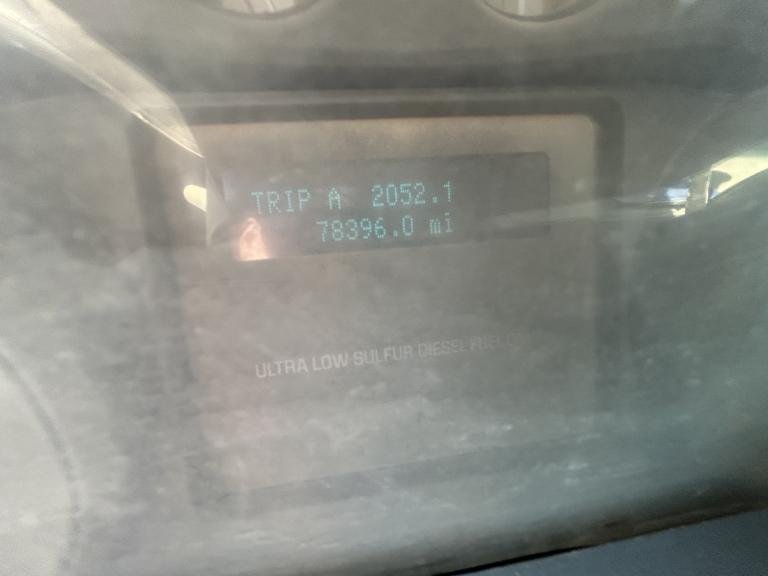 TRIP A 2052.1
78396.0 mi
ULTRA LOW SULFUR DIESEL FUEL